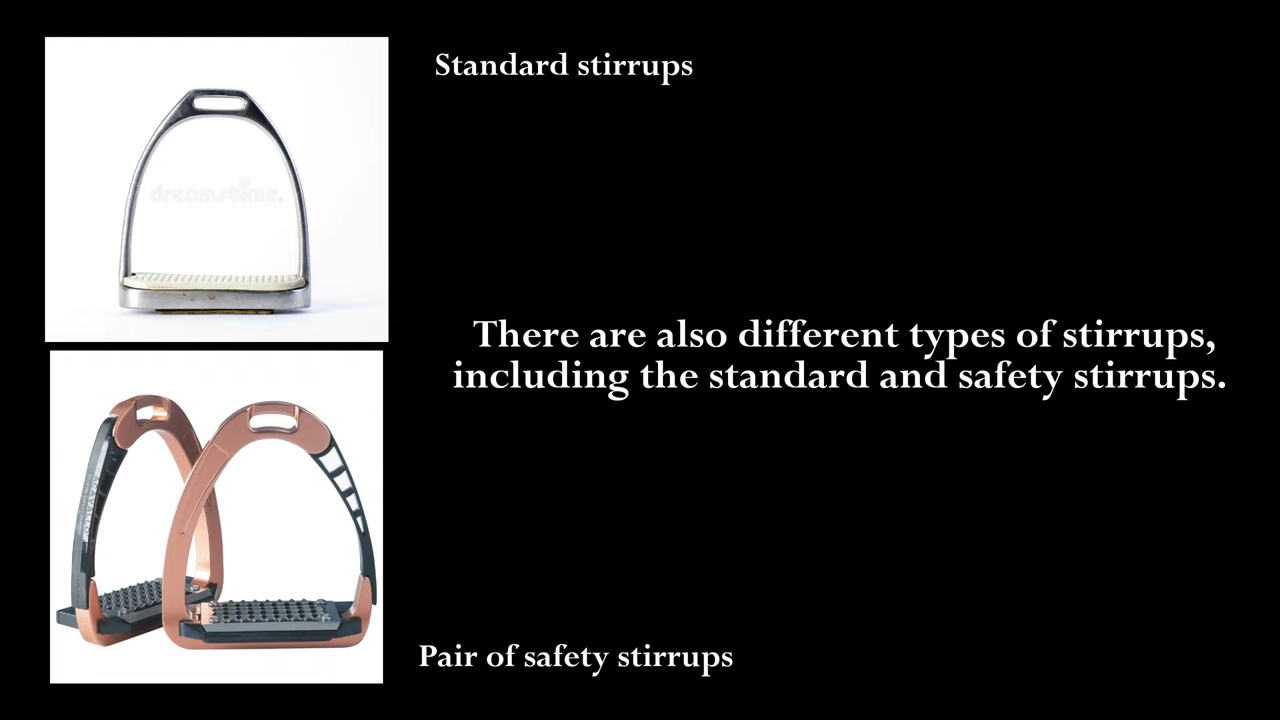 Standard stirrups
dreamstime.
There are also different types of stirrups,
including the standard and safety stirrups.
Pair of safety stirrups